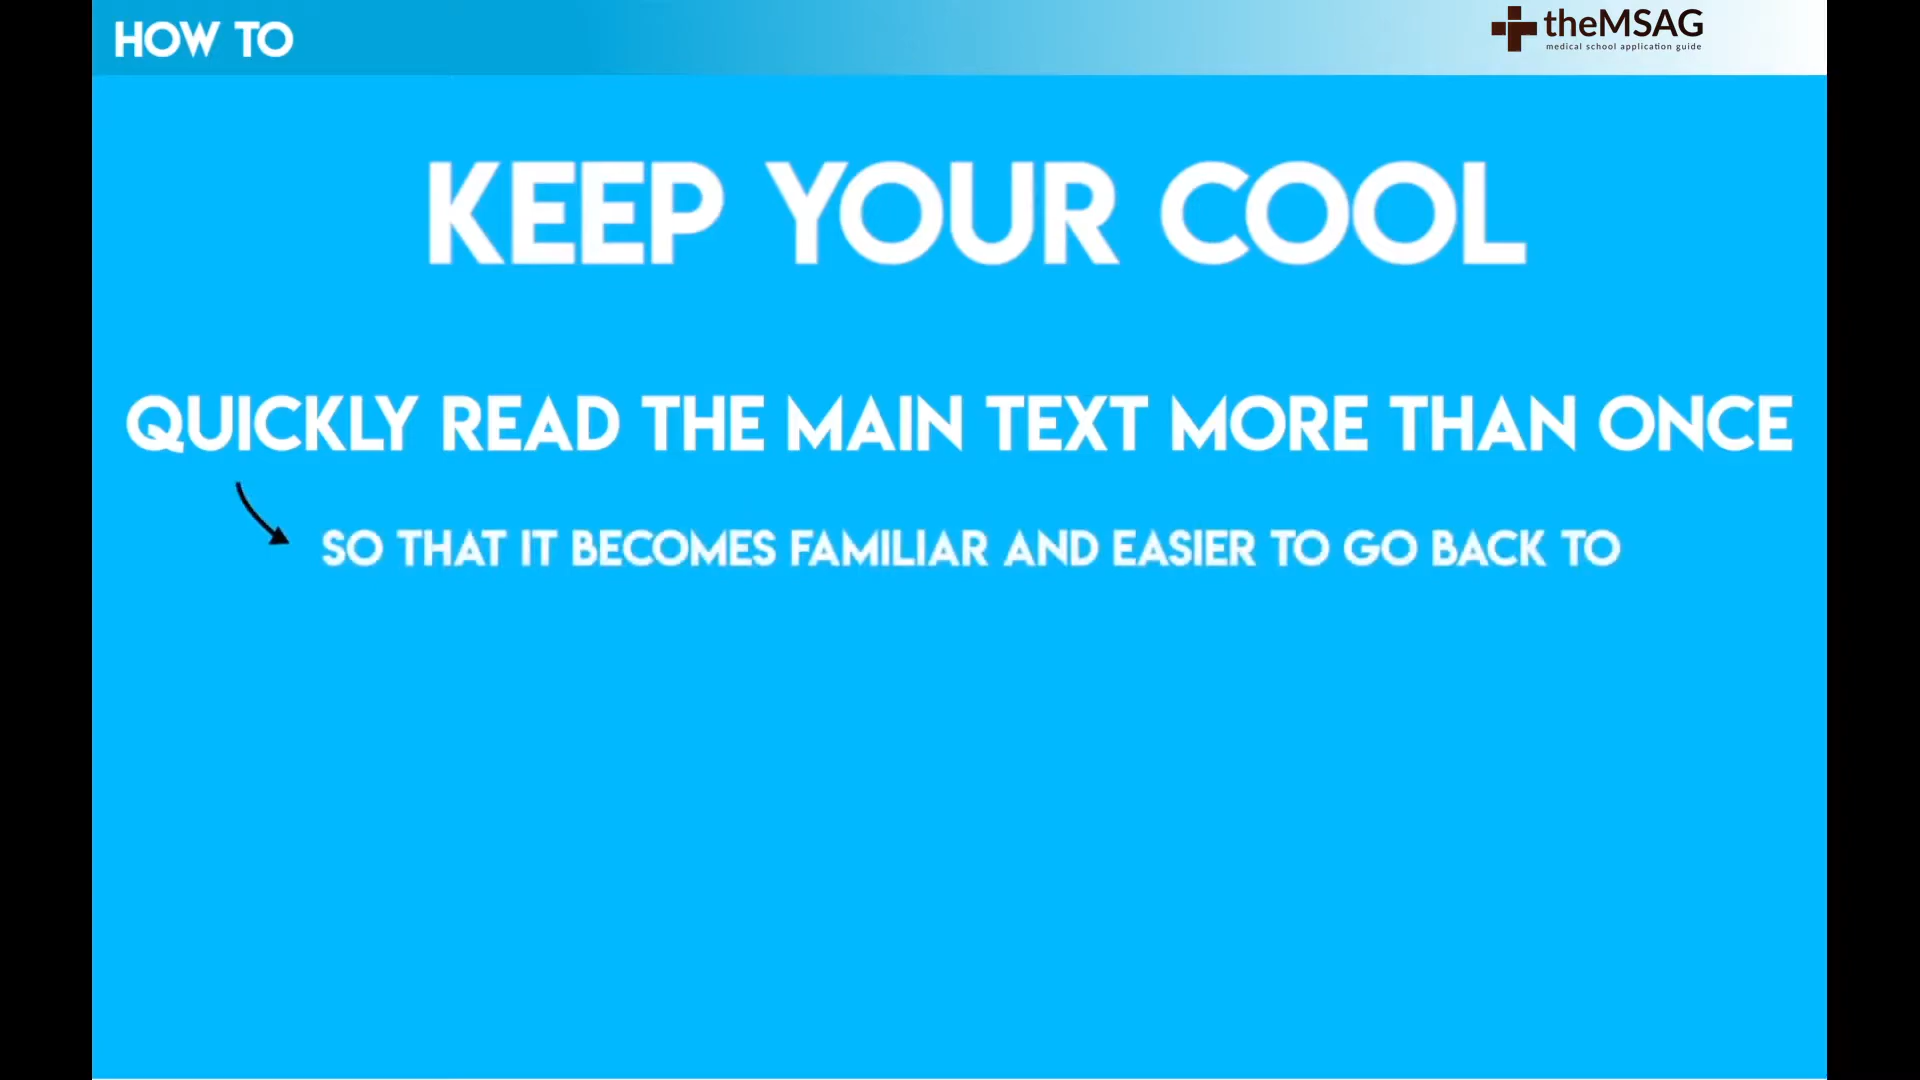 HOW TO
theMSAG
medical school application guide
KEEP YOUR COOL
QUICKLY READ THE MAIN TEXT MORE THAN ONCE
SO THAT IT BECOMES FAMILIAR AND EASIER TO GO BACK TO